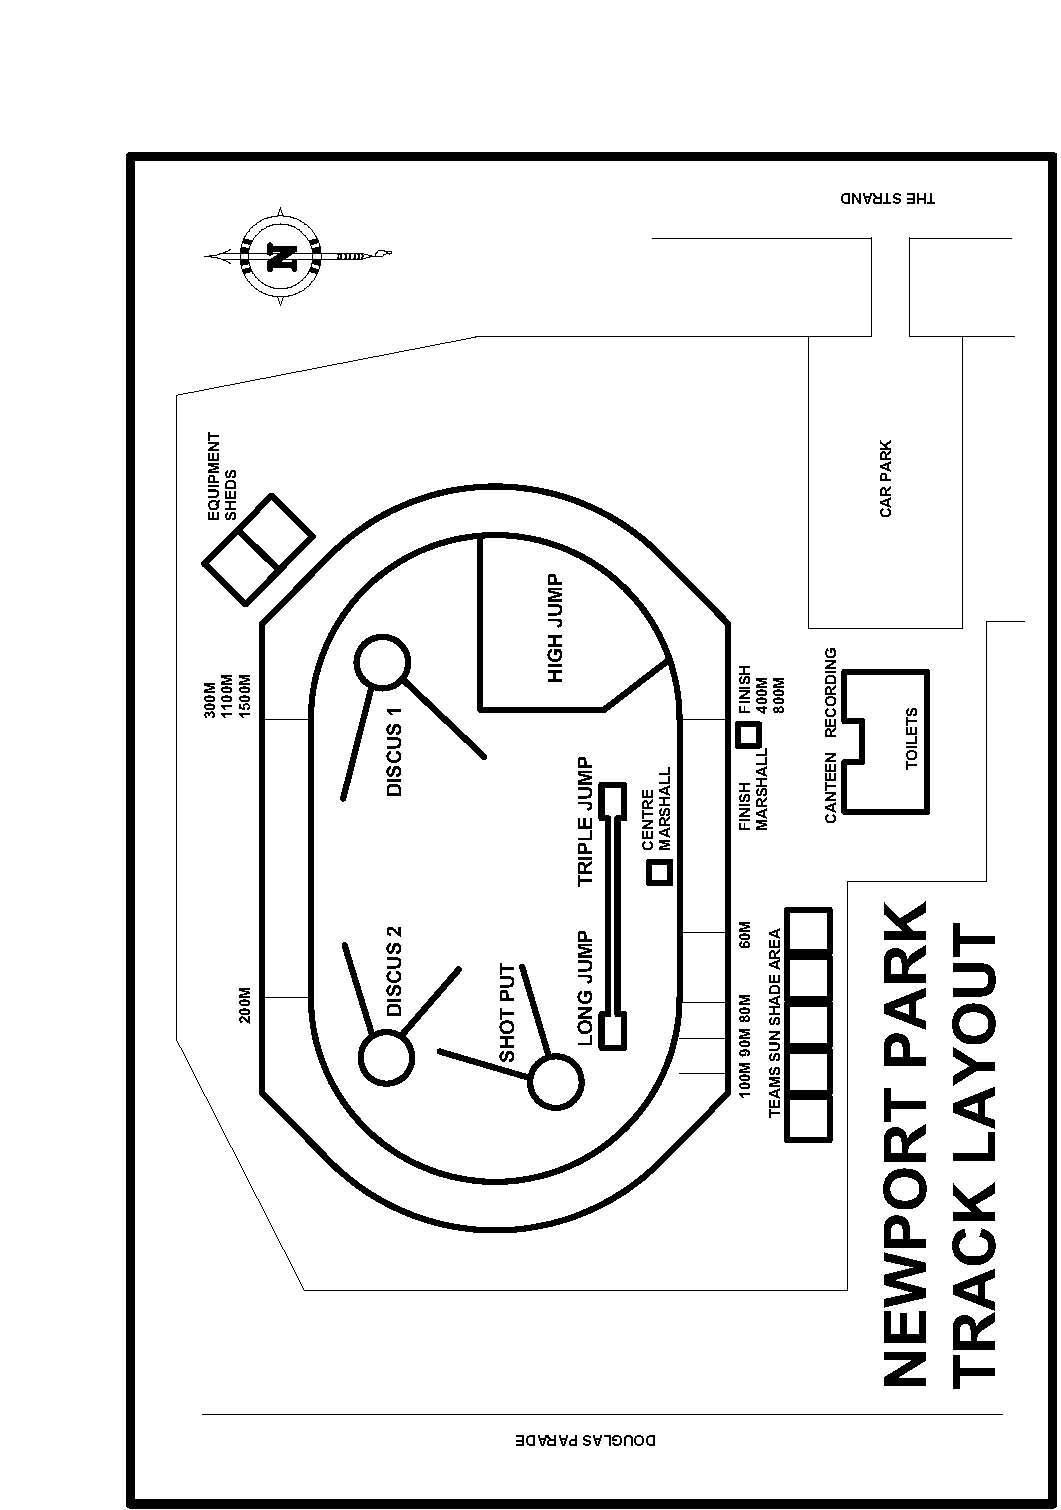 THE STRAND
N
EQUIPMENT
SHEDS
CAR PARK
300M
1100M
1500M
HIGH JUMP
DISCUS 1
FINISH
400M
800M
RECORDING
CANTEEN
TOILETS
FINISH
MARSHALL
TRIPLE JUMP
CENTRE
MARSHALL
200M
DISCUS 2
SHOT PUT
LONG JUMP
60M
80M
90M
100M
TEAMS SUN SHADE AREA
NEWPORT PARK
TRACK LAYOUT
DOUGLAS PARADE